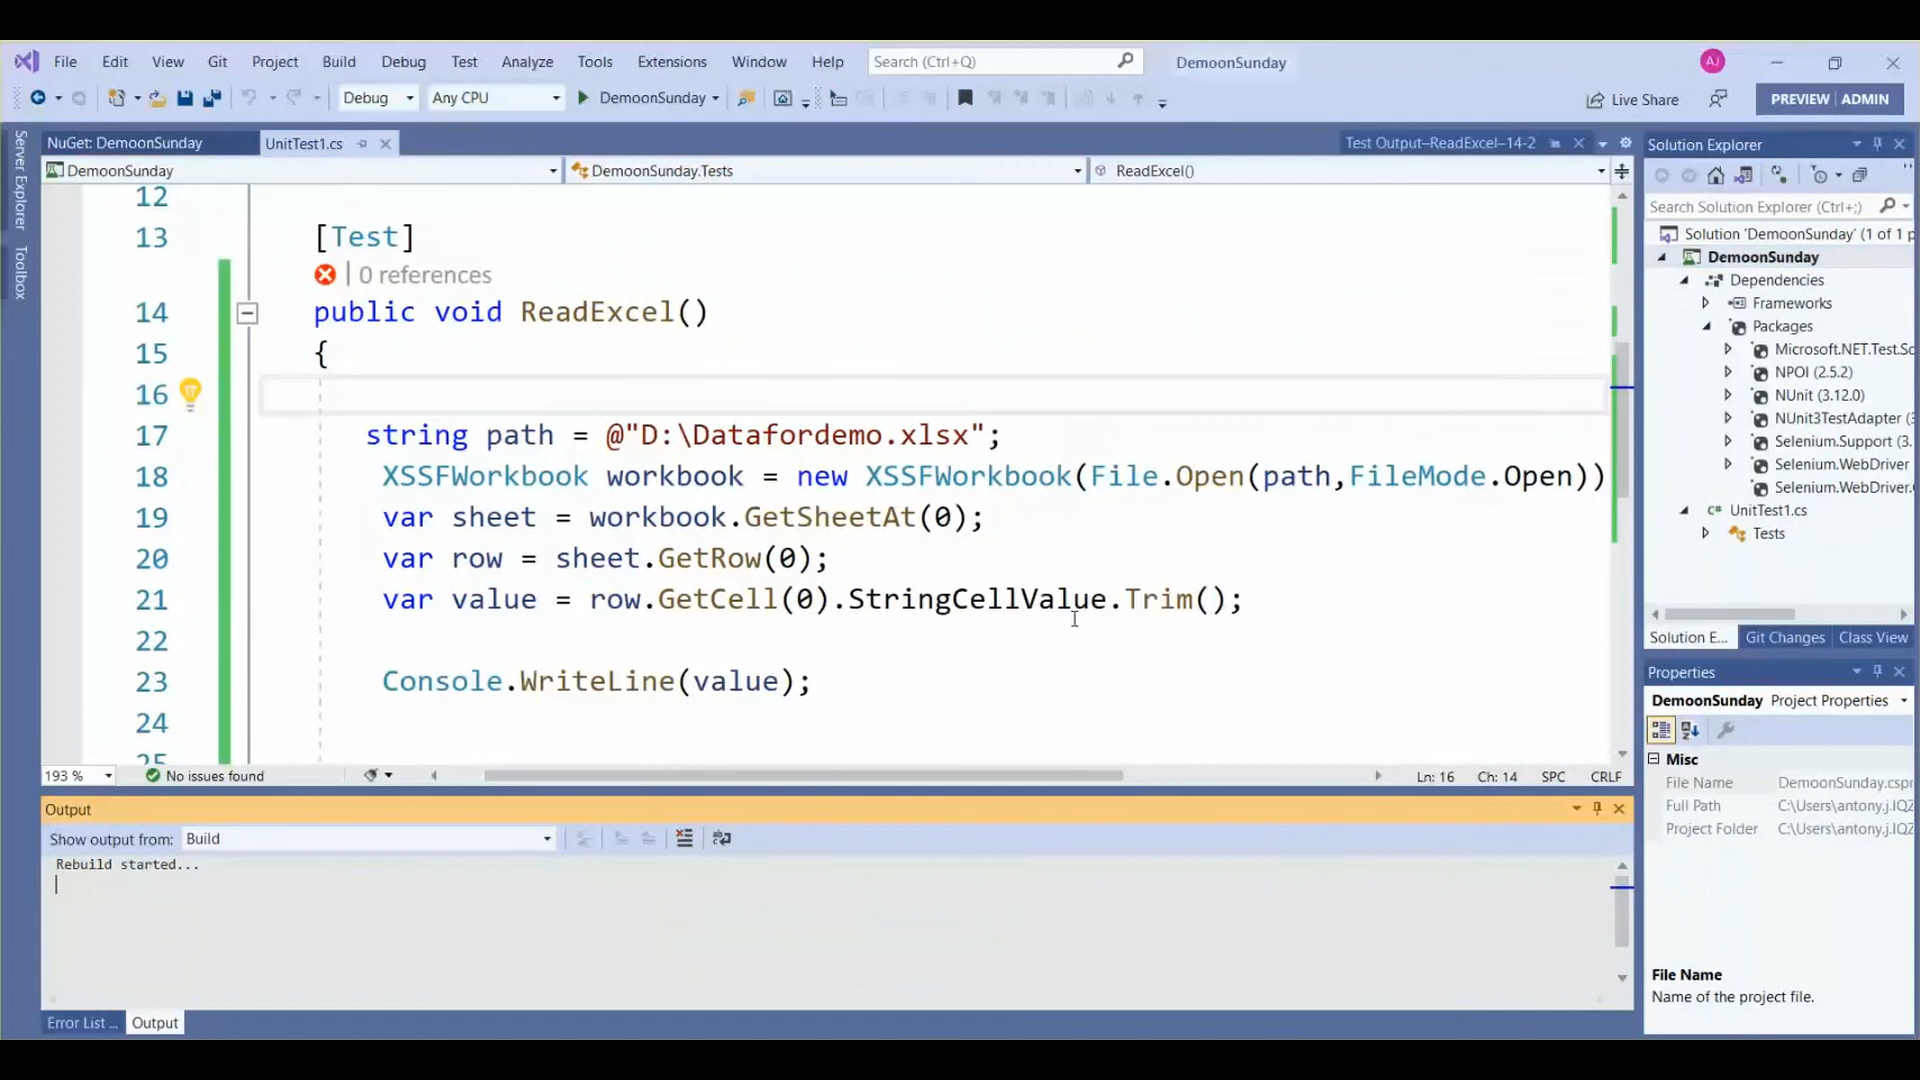 File Edit View Git Project Build Debug Test Analyze Tools Extensions Window Help Search (Ctrl+Q) DemoonSunday AJ
Debug Any CPU DemoonSunday Live Share PREVIEW ADMIN
Server Explorer
Toolbox
NuGet: DemoonSunday UnitTest1.cs Test Output–ReadExcel–14-2
DemoonSunday DemoonSunday.Tests ReadExcel()
12
13 [Test]
0 references
14 public void ReadExcel()
15 {
16
17 string path = @"D:\Datafordemo.xlsx";
18 XSSFWorkbook workbook = new XSSFWorkbook(File.Open(path,FileMode.Open))
19 var sheet = workbook.GetSheetAt(0);
20 var row = sheet.GetRow(0);
21 var value = row.GetCell(0).StringCellValue.Trim();
22
23 Console.WriteLine(value);
24
25
193 % No issues found Ln: 16 Ch: 14 SPC CRLF
Output
Show output from: Build
Rebuild started...
Error List ... Output
Solution Explorer
Search Solution Explorer (Ctrl+;)
Solution 'DemoonSunday' (1 of 1 p
DemoonSunday
Dependencies
Frameworks
Packages
Microsoft.NET.Test.Sc
NPOI (2.5.2)
NUnit (3.12.0)
NUnit3TestAdapter (3
Selenium.Support (3.
Selenium.WebDriver
Selenium.WebDriver.
C# UnitTest1.cs
Tests
Solution E... Git Changes Class View
Properties
DemoonSunday Project Properties
Misc
File Name DemoonSunday.cspr
Full Path C:\Users\antony.j.IQZ
Project Folder C:\Users\antony.j.IQZ
File Name
Name of the project file.